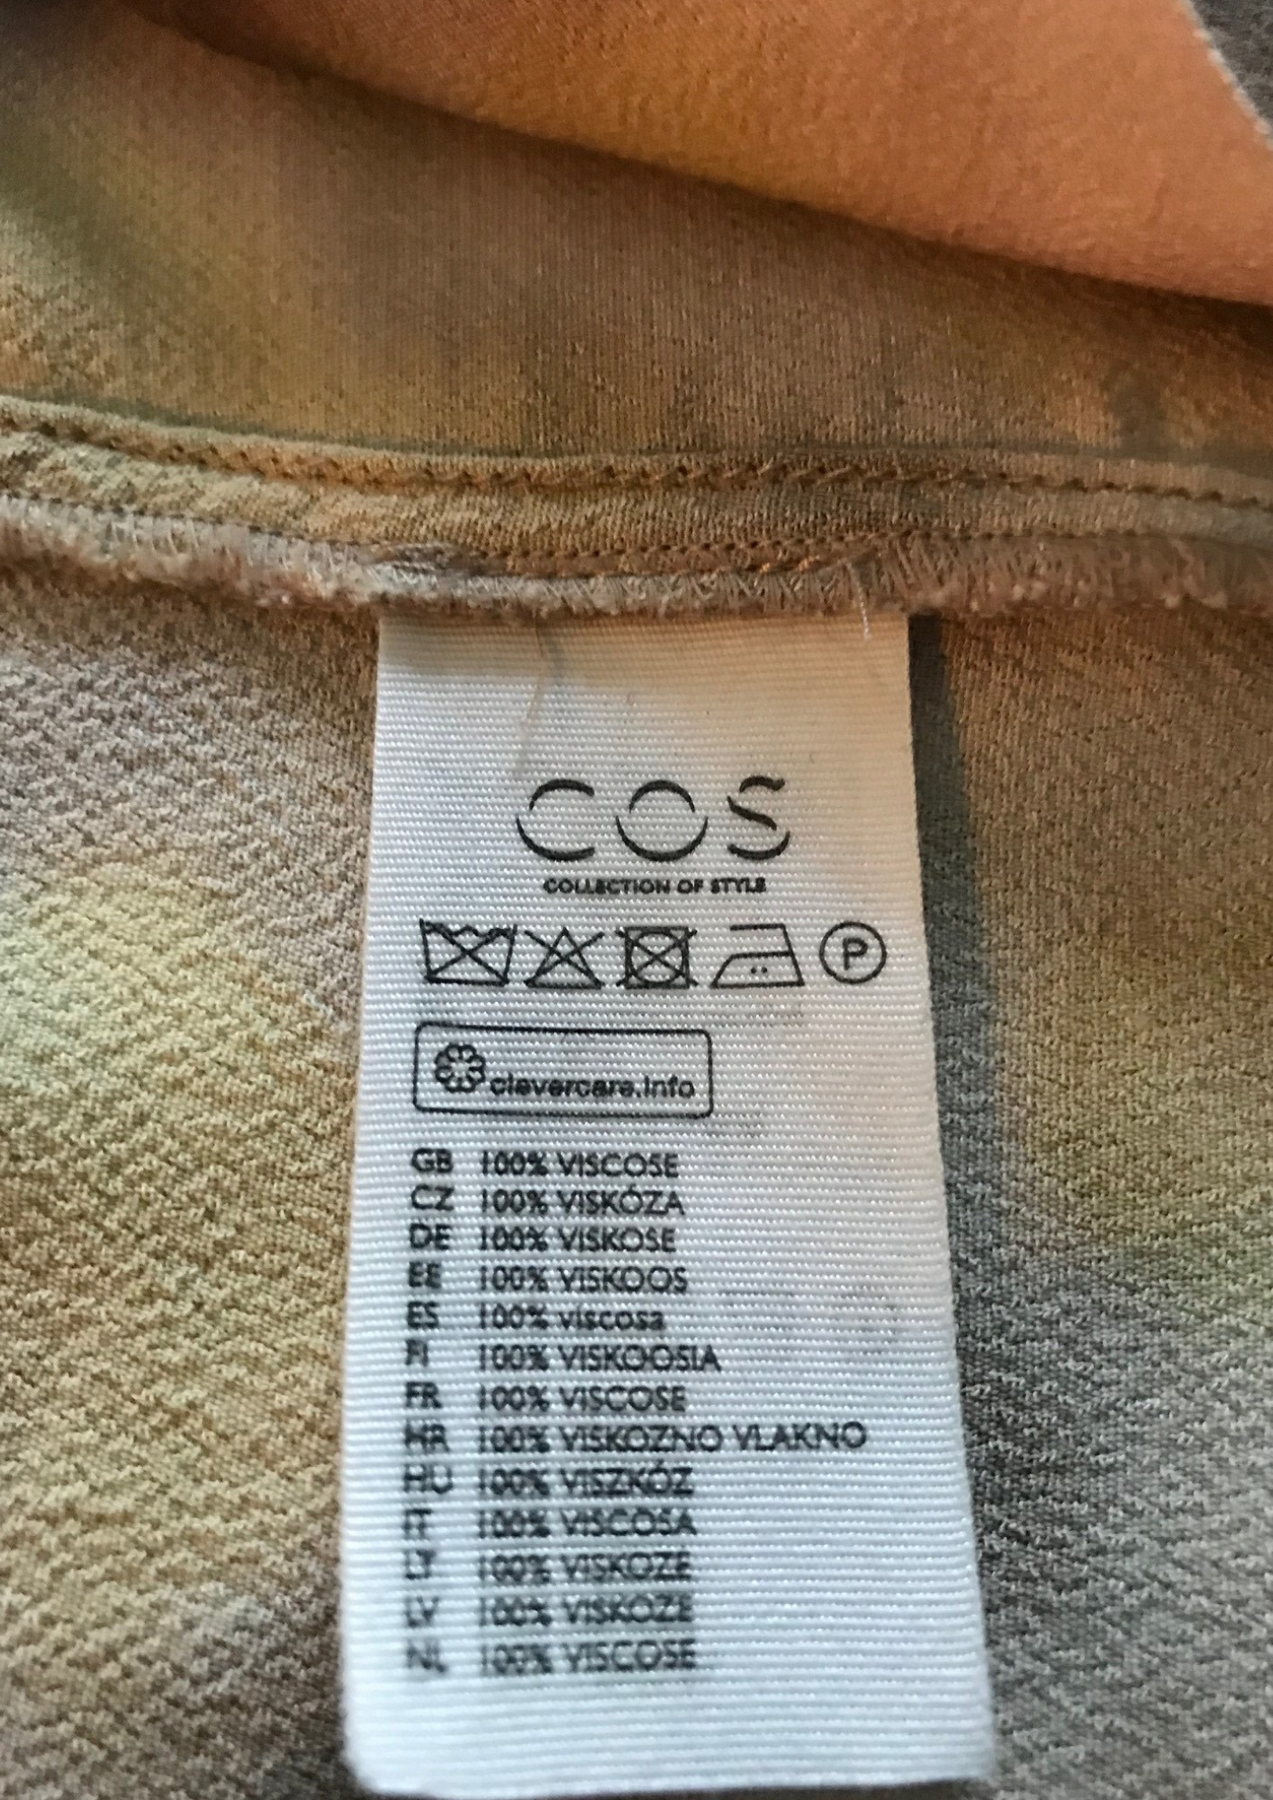 COS
COLLECTION OF STYLE
P
clevercare.info
GB 100% VISCOSE
CZ 100% VISKÓZA
DE 100% VISKOSE
EE 100% VISKOOS
ES 100% viscosa
FI 100% VISKOOSIA
FR 100% VISCOSE
HR 100% VISKOZNO VLAKNO
HU 100% VISZKÓZ
IT 100% VISCOSA
LT 100% VISKOZE
LV 100% VISKOZE
NL 100% VISCOSE